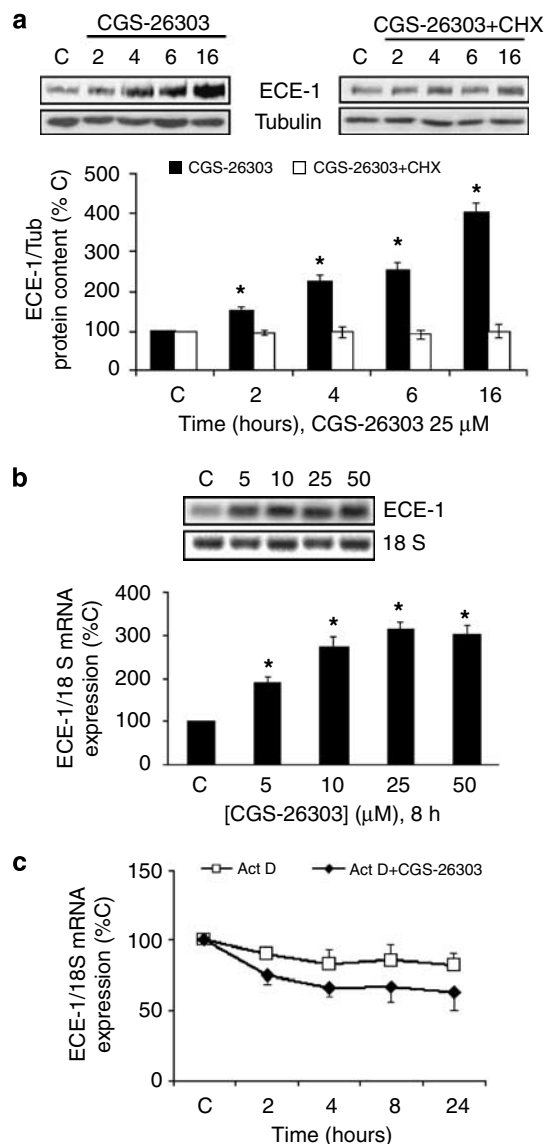 a
CGS-26303 CGS-26303+CHX
C 2 4 6 16 C 2 4 6 16
ECE-1
Tubulin
CGS-26303 CGS-26303+CHX
ECE-1/Tub
protein content (% C)
500
400
300
200
100
0
* * * *
C 2 4 6 16
Time (hours), CGS-26303 25 μM
b
C 5 10 25 50
ECE-1
18 S
ECE-1/18 S mRNA
expression (%C)
400
300
200
100
0
* * * *
C 5 10 25 50
[CGS-26303] (μM), 8 h
c
Act D Act D+CGS-26303
ECE-1/18S mRNA
expression (%C)
150
100
50
0
C 2 4 8 24
Time (hours)